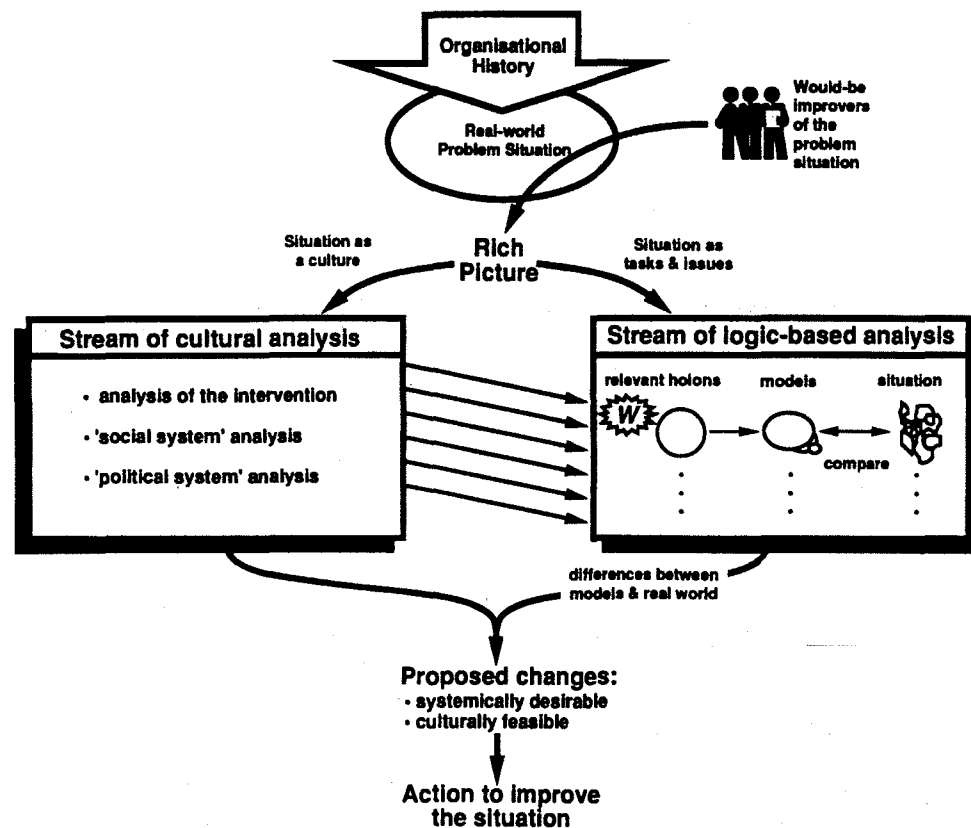 Organisational
History
Real-world
Problem Situation
Would-be
improvers
of the
problem
situation
Situation as
a culture
Rich
Picture
Situation as
tasks & issues
Stream of cultural analysis
• analysis of the intervention
• 'social system' analysis
• 'political system' analysis
Stream of logic-based analysis
relevant holons
models
situation
W
compare
differences between
models & real world
Proposed changes:
• systemically desirable
• culturally feasible
Action to improve
the situation